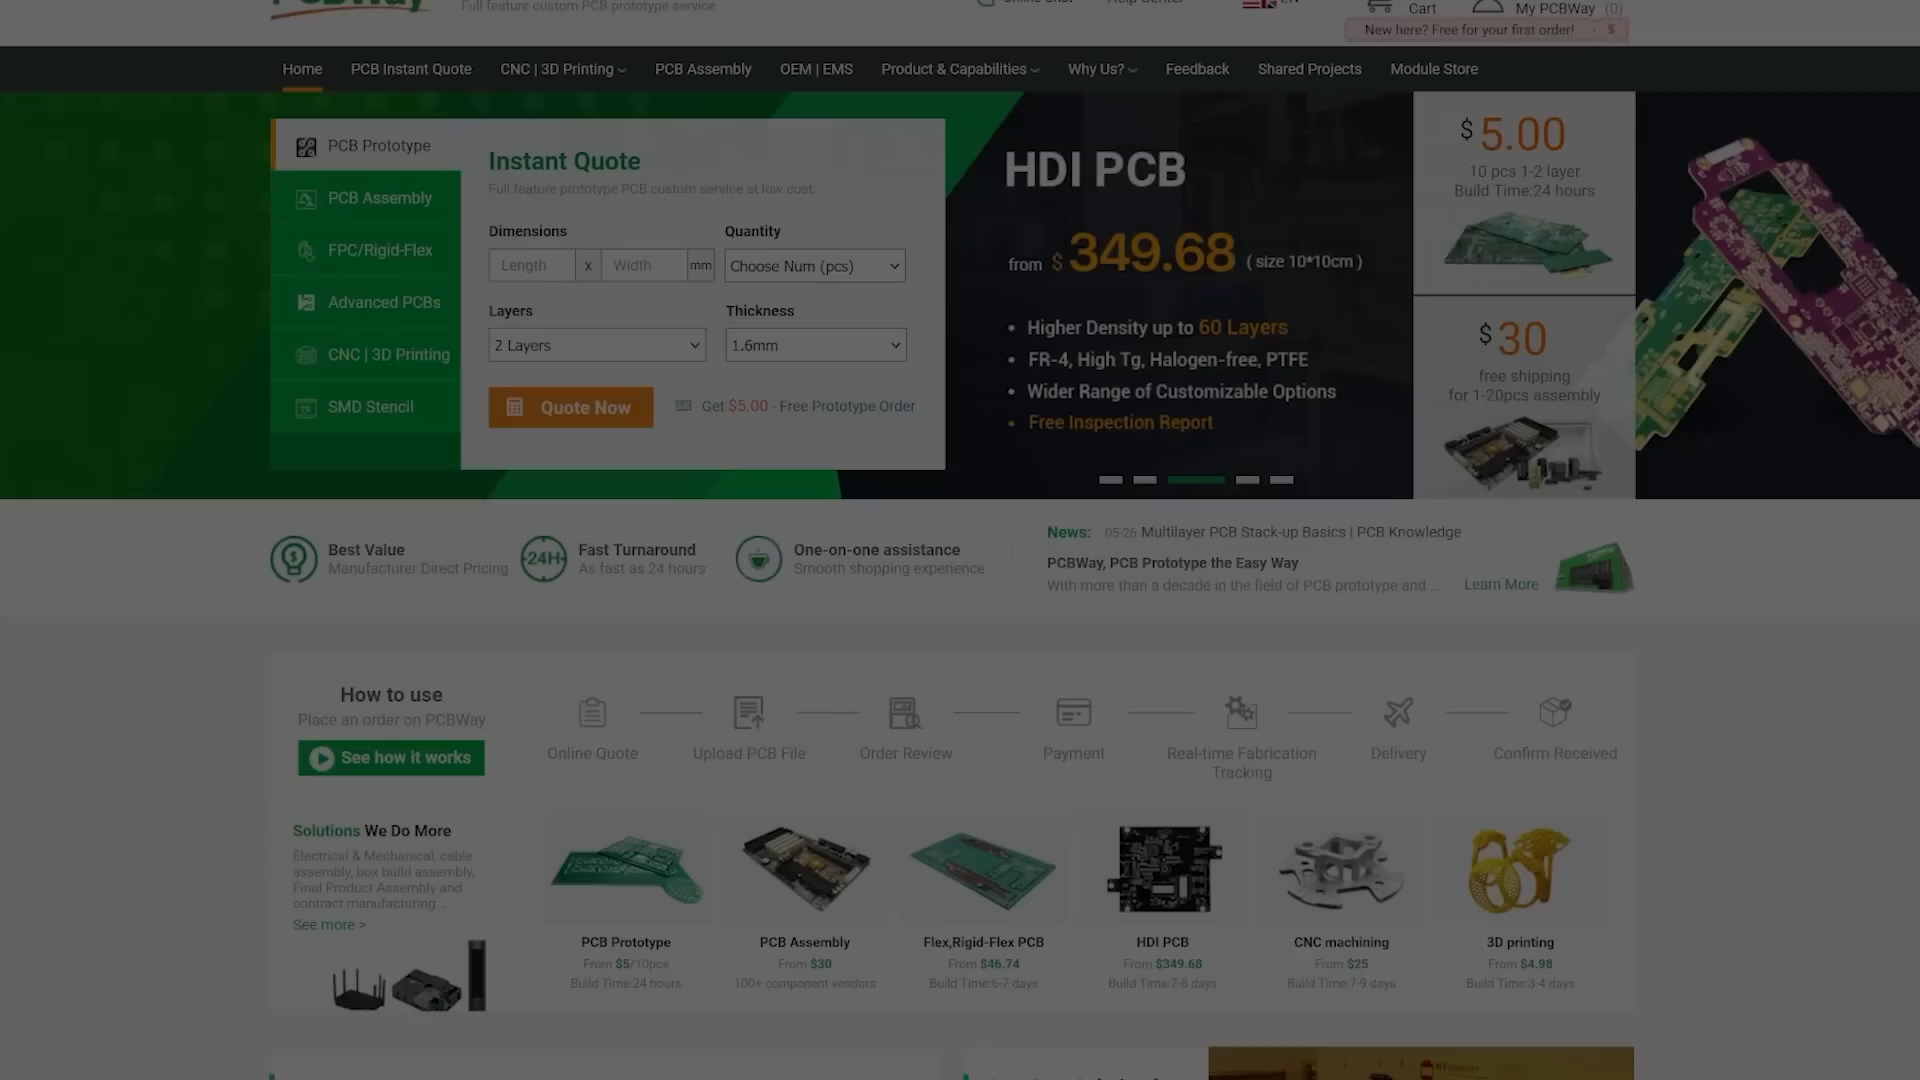 PCBWay
Full feature custom PCB prototype service.
Online Chat
Help Center
EN
Cart
My PCBWay (0)
New here? Free for your first order! $
Home
PCB Instant Quote
CNC | 3D Printing
PCB Assembly
OEM | EMS
Product & Capabilities
Why Us?
Feedback
Shared Projects
Module Store
PCB Prototype
PCB Assembly
FPC/Rigid-Flex
Advanced PCBs
CNC | 3D Printing
SMD Stencil
Instant Quote
Full feature prototype PCB custom service at low cost.
Dimensions
Quantity
Length x Width mm
Choose Num (pcs)
Layers
Thickness
2 Layers
1.6mm
Quote Now
Get $5.00 - Free Prototype Order
HDI PCB
from $349.68 ( size 10*10cm )
• Higher Density up to 60 Layers
• FR-4, High Tg, Halogen-free, PTFE
• Wider Range of Customizable Options
• Free Inspection Report
$5.00
10 pcs 1-2 layer
Build Time:24 hours
$30
free shipping
for 1-20pcs assembly
Best Value
Manufacturer Direct Pricing
24H
Fast Turnaround
As fast as 24 hours
One-on-one assistance
Smooth shopping experience
News: 05-26 Multilayer PCB Stack-up Basics | PCB Knowledge
PCBWay, PCB Prototype the Easy Way
With more than a decade in the field of PCB prototype and ...
Learn More
How to use
Place an order on PCBWay
See how it works
Online Quote
Upload PCB File
Order Review
Payment
Real-time Fabrication
Tracking
Delivery
Confirm Received
Solutions We Do More
Electrical & Mechanical, cable
assembly, box build assembly,
Final Product Assembly and
contract manufacturing...
See more >
PCB Prototype
From $5/10pcs
Build Time:24 hours
PCB Assembly
From $30
100+ component vendors
Flex,Rigid-Flex PCB
From $46.74
Build Time:6-7 days
HDI PCB
From $349.68
Build Time:7-8 days
CNC machining
From $25
Build Time:7-9 days
3D printing
From $4.98
Build Time:3-4 days